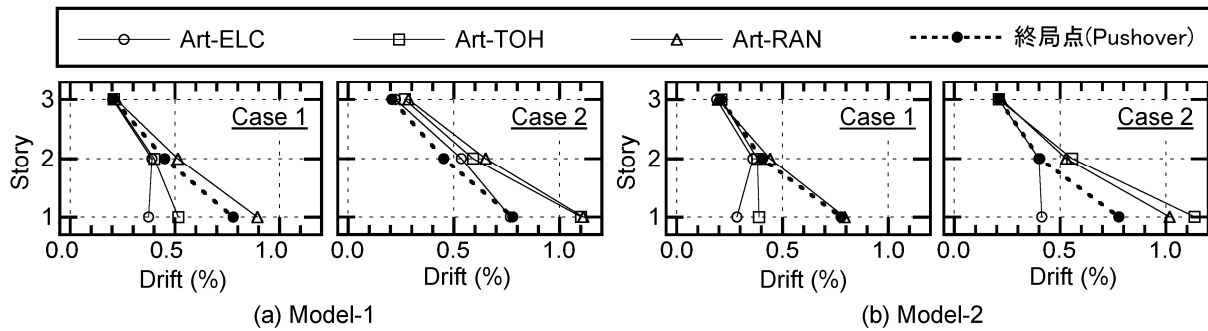 Art-ELC Art-TOH Art-RAN 終局点(Pushover)
Story
3
2
1
Case 1
0.0 0.5 1.0
Drift (%)
Case 2
0.0 0.5 1.0
Drift (%)
(a) Model-1
Story
3
2
1
Case 1
0.0 0.5 1.0
Drift (%)
Case 2
0.0 0.5 1.0
Drift (%)
(b) Model-2